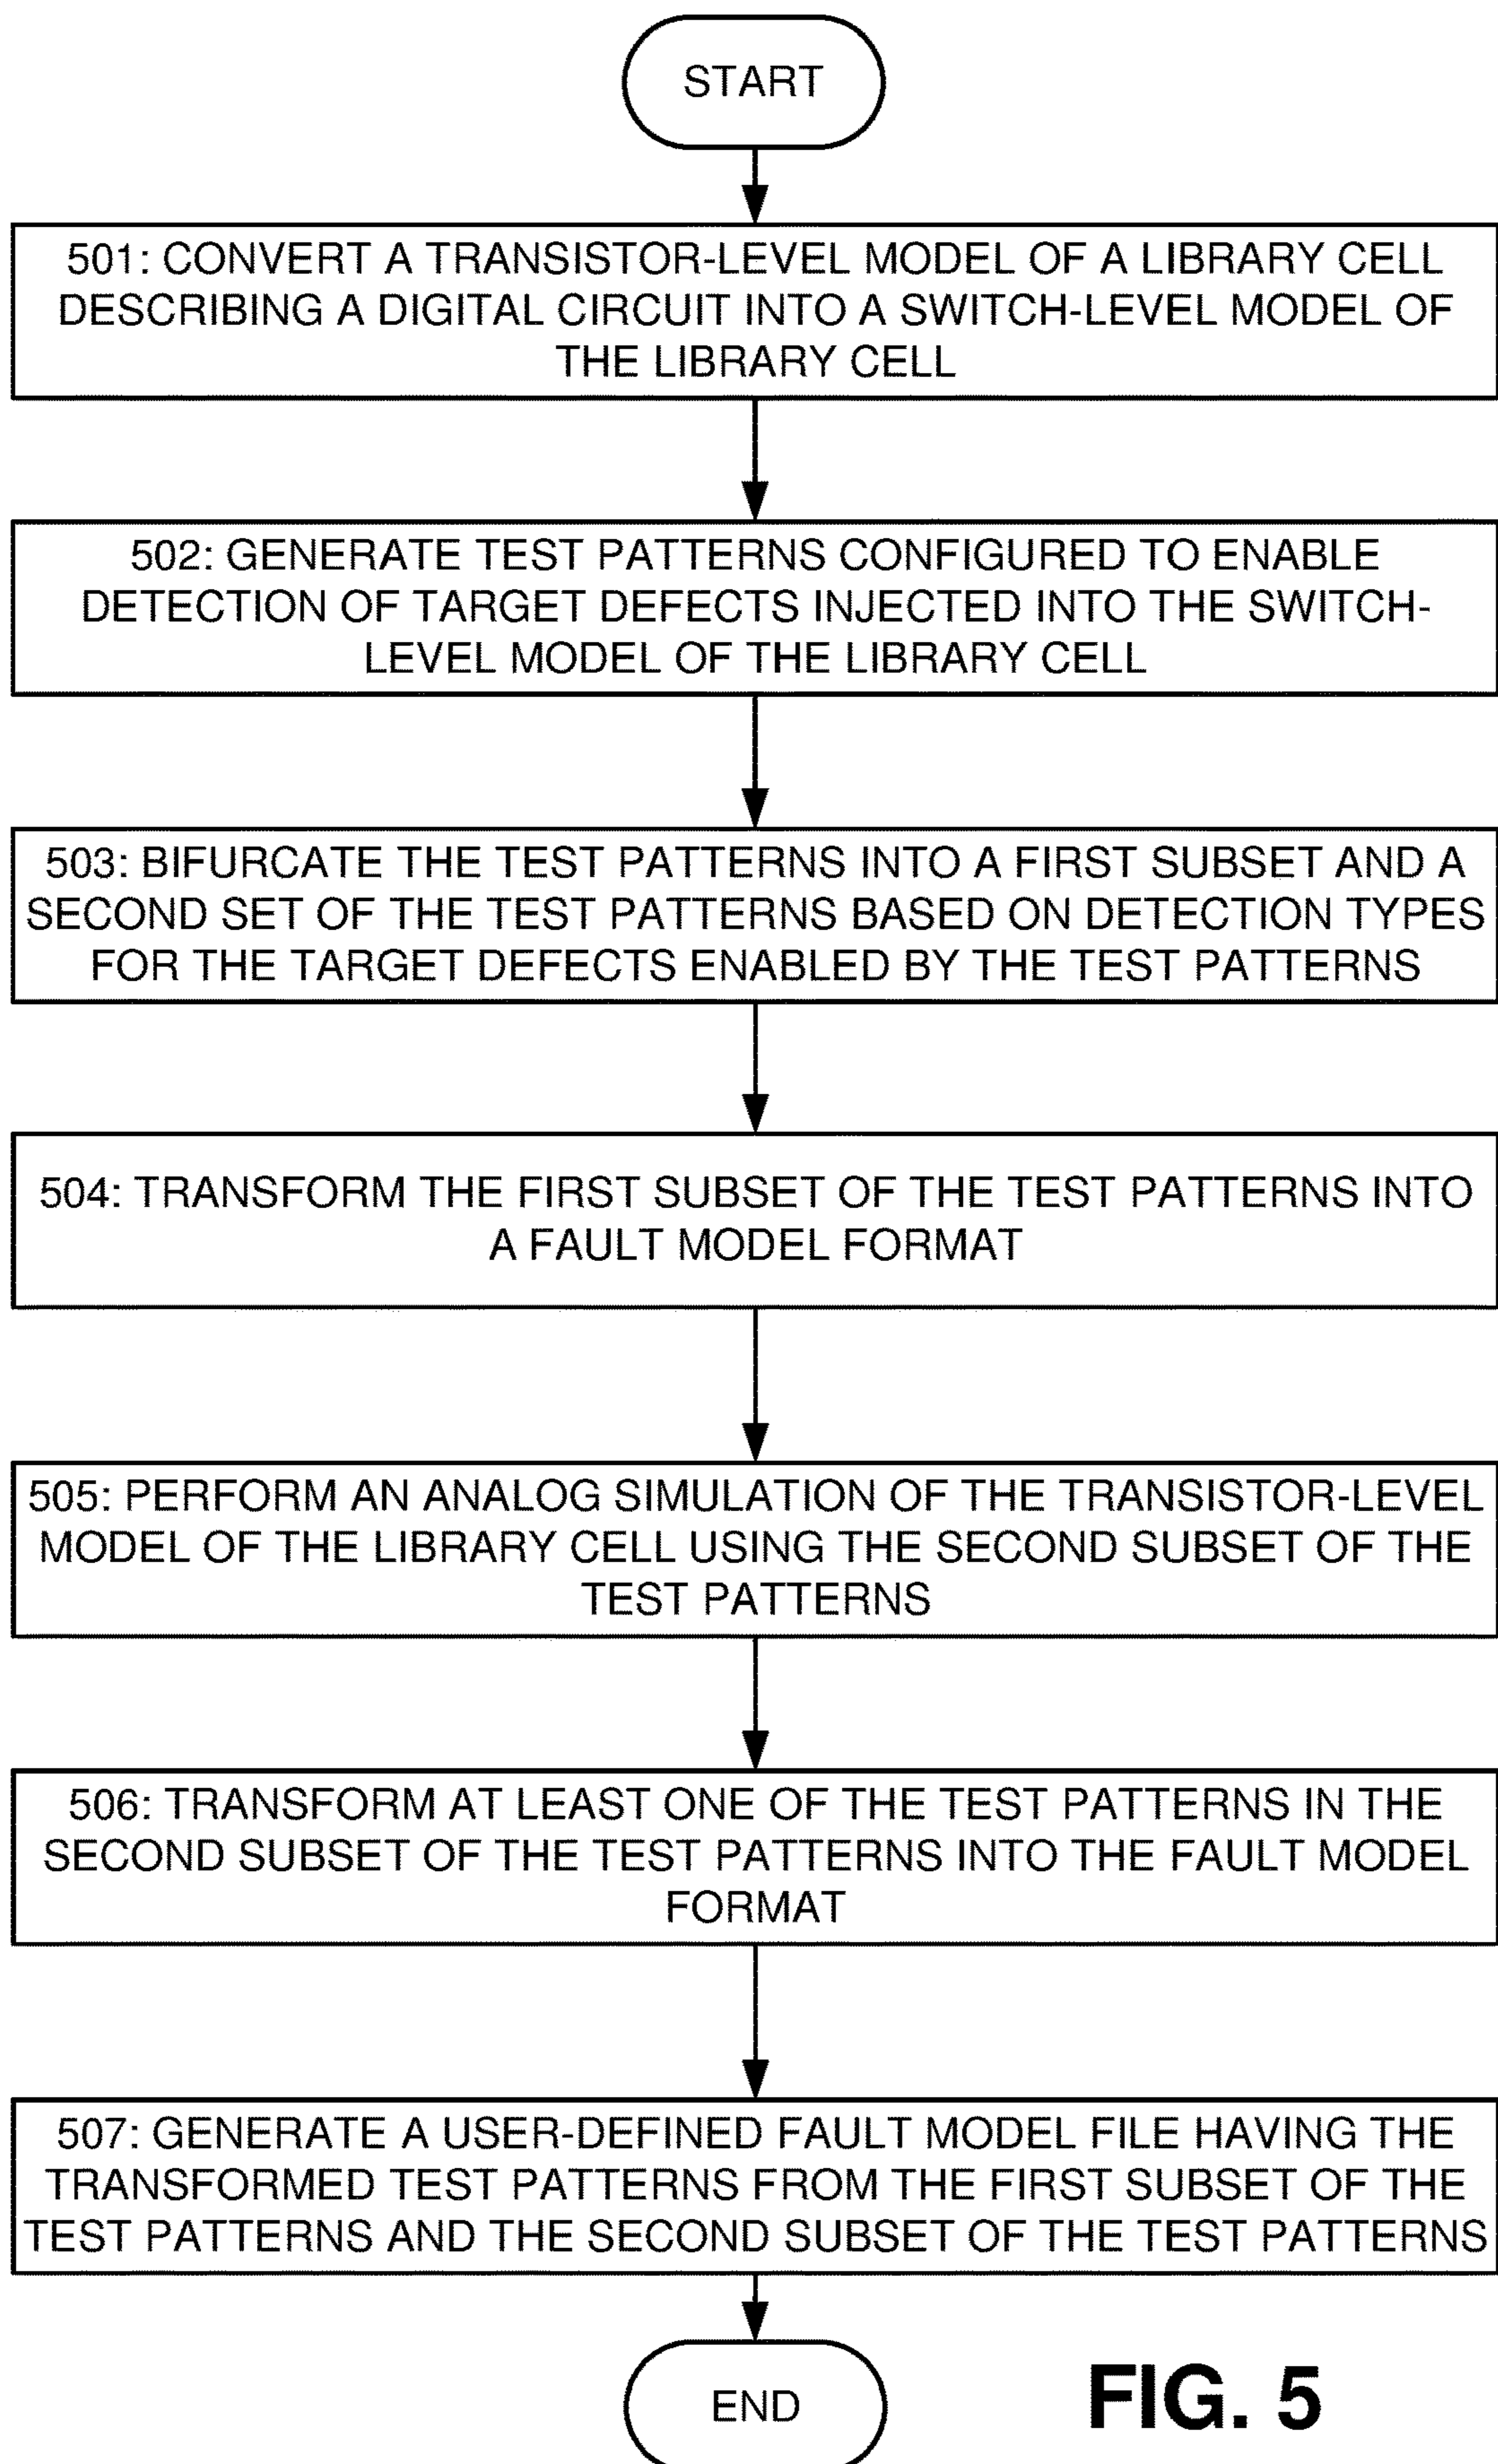 START
501: CONVERT A TRANSISTOR-LEVEL MODEL OF A LIBRARY CELL
DESCRIBING A DIGITAL CIRCUIT INTO A SWITCH-LEVEL MODEL OF
THE LIBRARY CELL
502: GENERATE TEST PATTERNS CONFIGURED TO ENABLE
DETECTION OF TARGET DEFECTS INJECTED INTO THE SWITCH-
LEVEL MODEL OF THE LIBRARY CELL
503: BIFURCATE THE TEST PATTERNS INTO A FIRST SUBSET AND A
SECOND SET OF THE TEST PATTERNS BASED ON DETECTION TYPES
FOR THE TARGET DEFECTS ENABLED BY THE TEST PATTERNS
504: TRANSFORM THE FIRST SUBSET OF THE TEST PATTERNS INTO
A FAULT MODEL FORMAT
505: PERFORM AN ANALOG SIMULATION OF THE TRANSISTOR-LEVEL
MODEL OF THE LIBRARY CELL USING THE SECOND SUBSET OF THE
TEST PATTERNS
506: TRANSFORM AT LEAST ONE OF THE TEST PATTERNS IN THE
SECOND SUBSET OF THE TEST PATTERNS INTO THE FAULT MODEL
FORMAT
507: GENERATE A USER-DEFINED FAULT MODEL FILE HAVING THE
TRANSFORMED TEST PATTERNS FROM THE FIRST SUBSET OF THE
TEST PATTERNS AND THE SECOND SUBSET OF THE TEST PATTERNS
END
FIG. 5